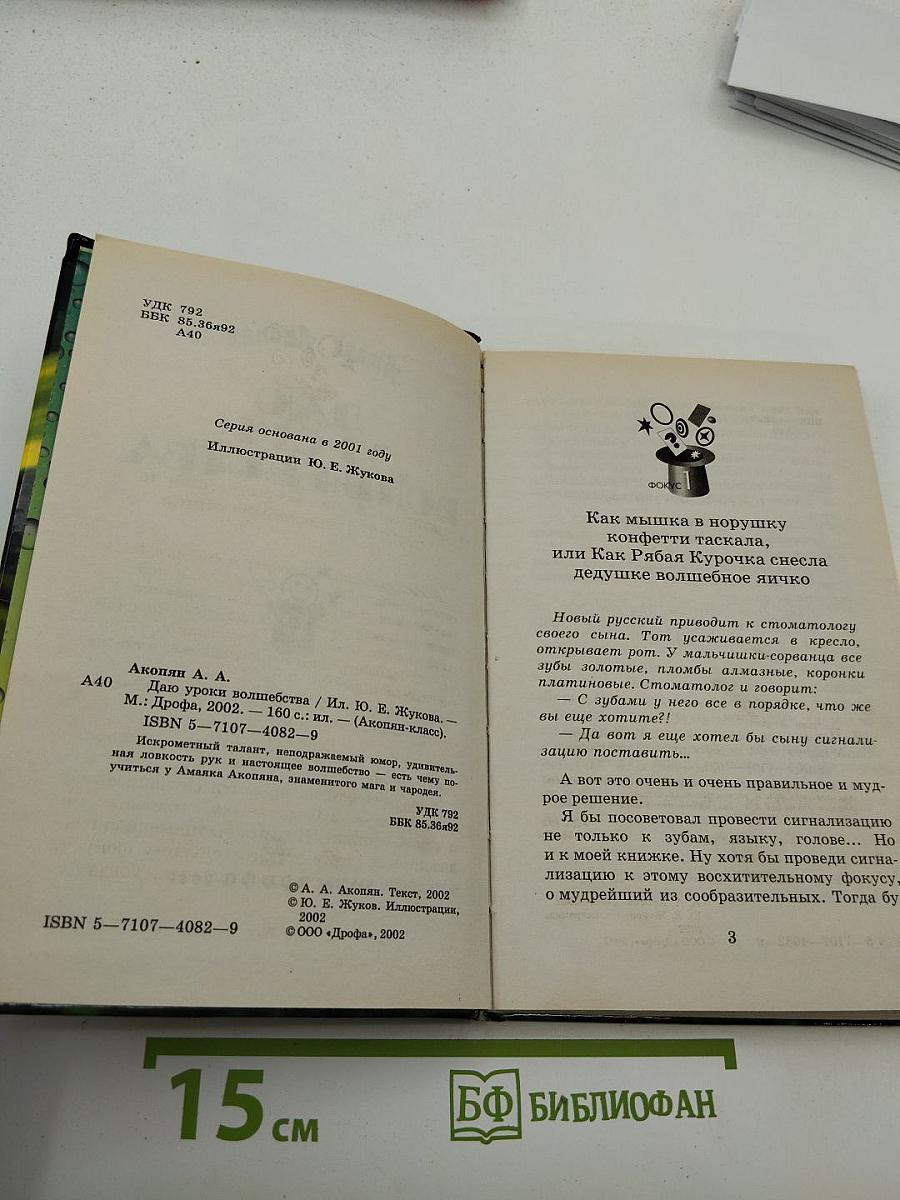 УДК 792
ББК 85.36я92
А40
Серия основана в 2001 году
Иллюстрации Ю. Е. Жукова
Акопян А. А.
А40 Даю уроки волшебства / Ил. Ю. Е. Жукова. —
М.: Дрофа, 2002. — 160 с.: ил. — (Акопян-класс).
ISBN 5—7107—4082—9
Искрометный талант, неподражаемый юмор, удивитель-
ная ловкость рук и настоящее волшебство — есть чему по-
учиться у Амаяка Акопяна, знаменитого мага и чародея.
УДК 792
ББК 85.36я92
© А. А. Акопян. Текст, 2002
© Ю. Е. Жуков. Иллюстрации,
2002
© ООО «Дрофа», 2002
ISBN 5—7107—4082—9
ФОКУС 1
Как мышка в норушку
конфетти таскала,
или Как Рябая Курочка снесла
дедушке волшебное яичко
Новый русский приводит к стоматологу
своего сына. Тот усаживается в кресло,
открывает рот. У мальчишки-сорванца все
зубы золотые, пломбы алмазные, коронки
платиновые. Стоматолог и говорит:
— С зубами у него все в порядке, что же
вы еще хотите?!
— Да вот я еще хотел бы сыну сигнали-
зацию поставить...
А вот это очень и очень правильное и муд-
рое решение.
Я бы посоветовал провести сигнализацию
не только к зубам, языку, голове... Но
и к моей книжке. Ну хотя бы проведи сигна-
лизацию к этому восхитительному фокусу,
о мудрейший из сообразительных. Тогда бу
3
15 см
БФ БИБЛИОФАН